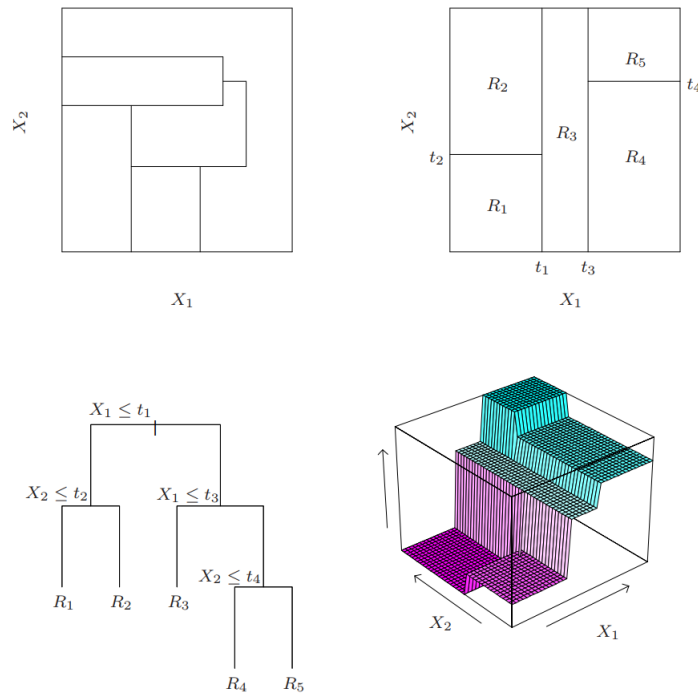 X₂
X₁
R₅
t₄
R₂
X₂
R₃
R₄
t₂
R₁
t₁
t₃
X₁
X₁ ≤ t₁
X₂ ≤ t₂
X₁ ≤ t₃
X₂ ≤ t₄
R₁
R₂
R₃
R₄
R₅
X₂
X₁